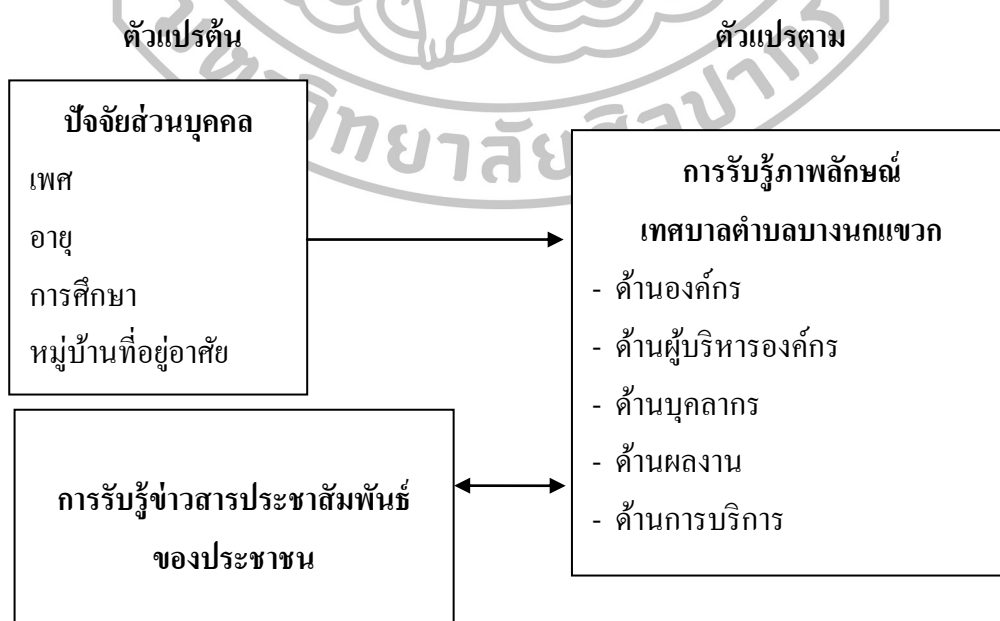 ตัวแปรต้น
ตัวแปรตาม
ปัจจัยส่วนบุคคล
เพศ
อายุ
การศึกษา
หมู่บ้านที่อยู่อาศัย
การรับรู้ข่าวสารประชาสัมพันธ์
ของประชาชน
การรับรู้ภาพลักษณ์
เทศบาลตำบลบางนกแขวก
- ด้านองค์กร
- ด้านผู้บริหารองค์กร
- ด้านบุคลากร
- ด้านผลงาน
- ด้านการบริการ